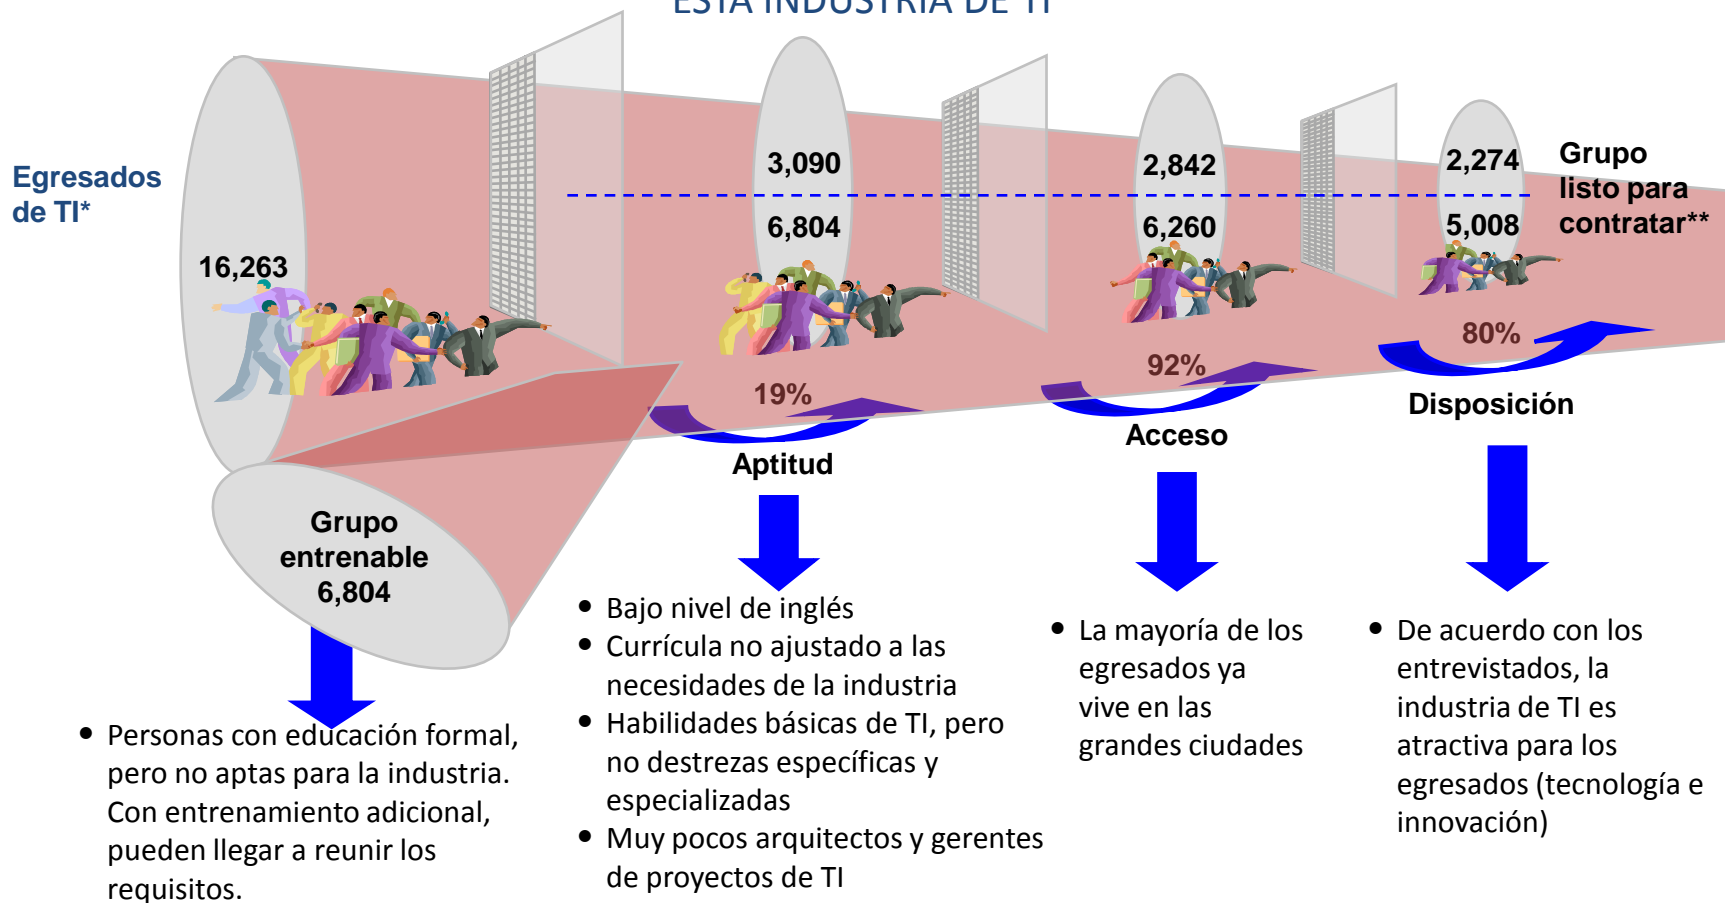 ESTA INDUSTRIA DE TI
Egresados
de TI*
16,263
3,090
6,804
2,842
6,260
2,274
5,008
Grupo
listo para
contratar**
19%
92%
80%
Aptitud
Acceso
Disposición
Grupo
entrenable
6,804
• Personas con educación formal,
pero no aptas para la industria.
Con entrenamiento adicional,
pueden llegar a reunir los
requisitos.
• Bajo nivel de inglés
• Currícula no ajustado a las
necesidades de la industria
• Habilidades básicas de TI, pero
no destrezas específicas y
especializadas
• Muy pocos arquitectos y gerentes
de proyectos de TI
• La mayoría de los
egresados ya
vive en las
grandes ciudades
• De acuerdo con los
entrevistados, la
industria de TI es
atractiva para los
egresados (tecnología e
innovación)